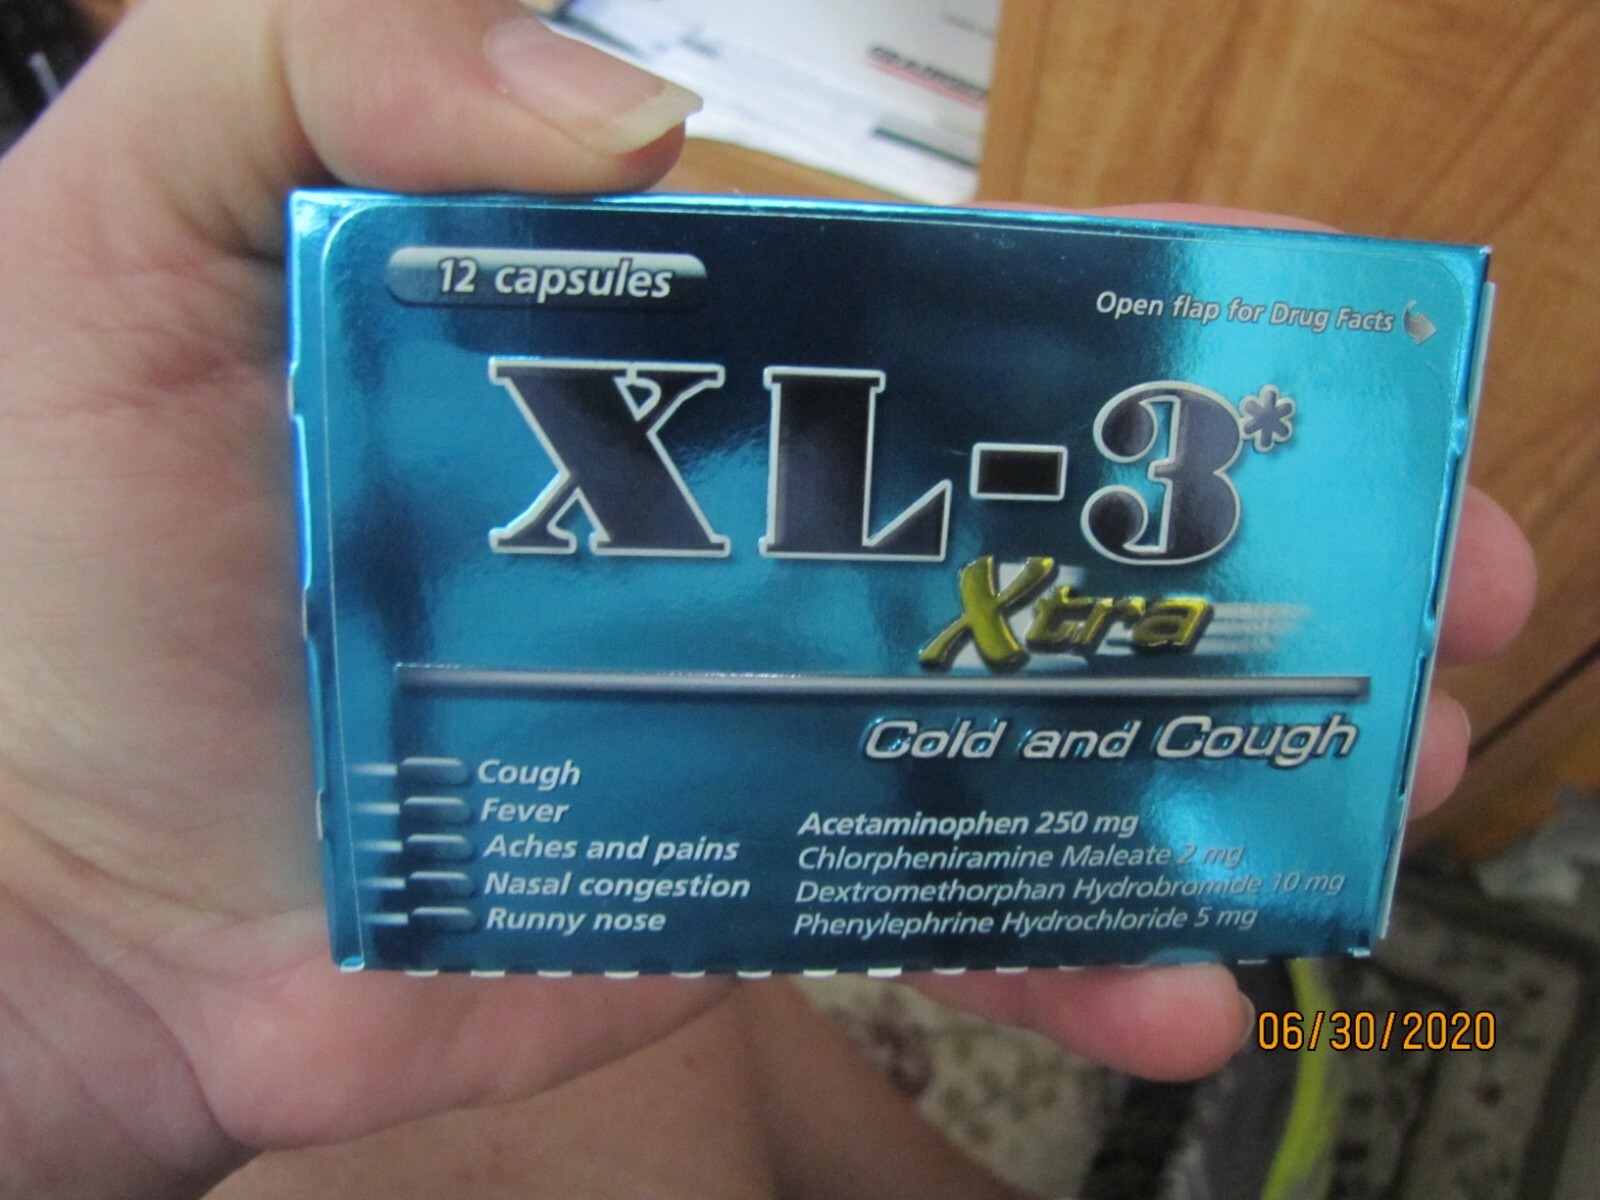 12 capsules
Open flap for Drug Facts
XL-3*
Xtra
Cold and Cough
Cough
Fever
Aches and pains
Nasal congestion
Runny nose
Acetaminophen 250 mg
Chlorpheniramine Maleate 2 mg
Dextromethorphan Hydrobromide 10 mg
Phenylephrine Hydrochloride 5 mg
06/30/2020